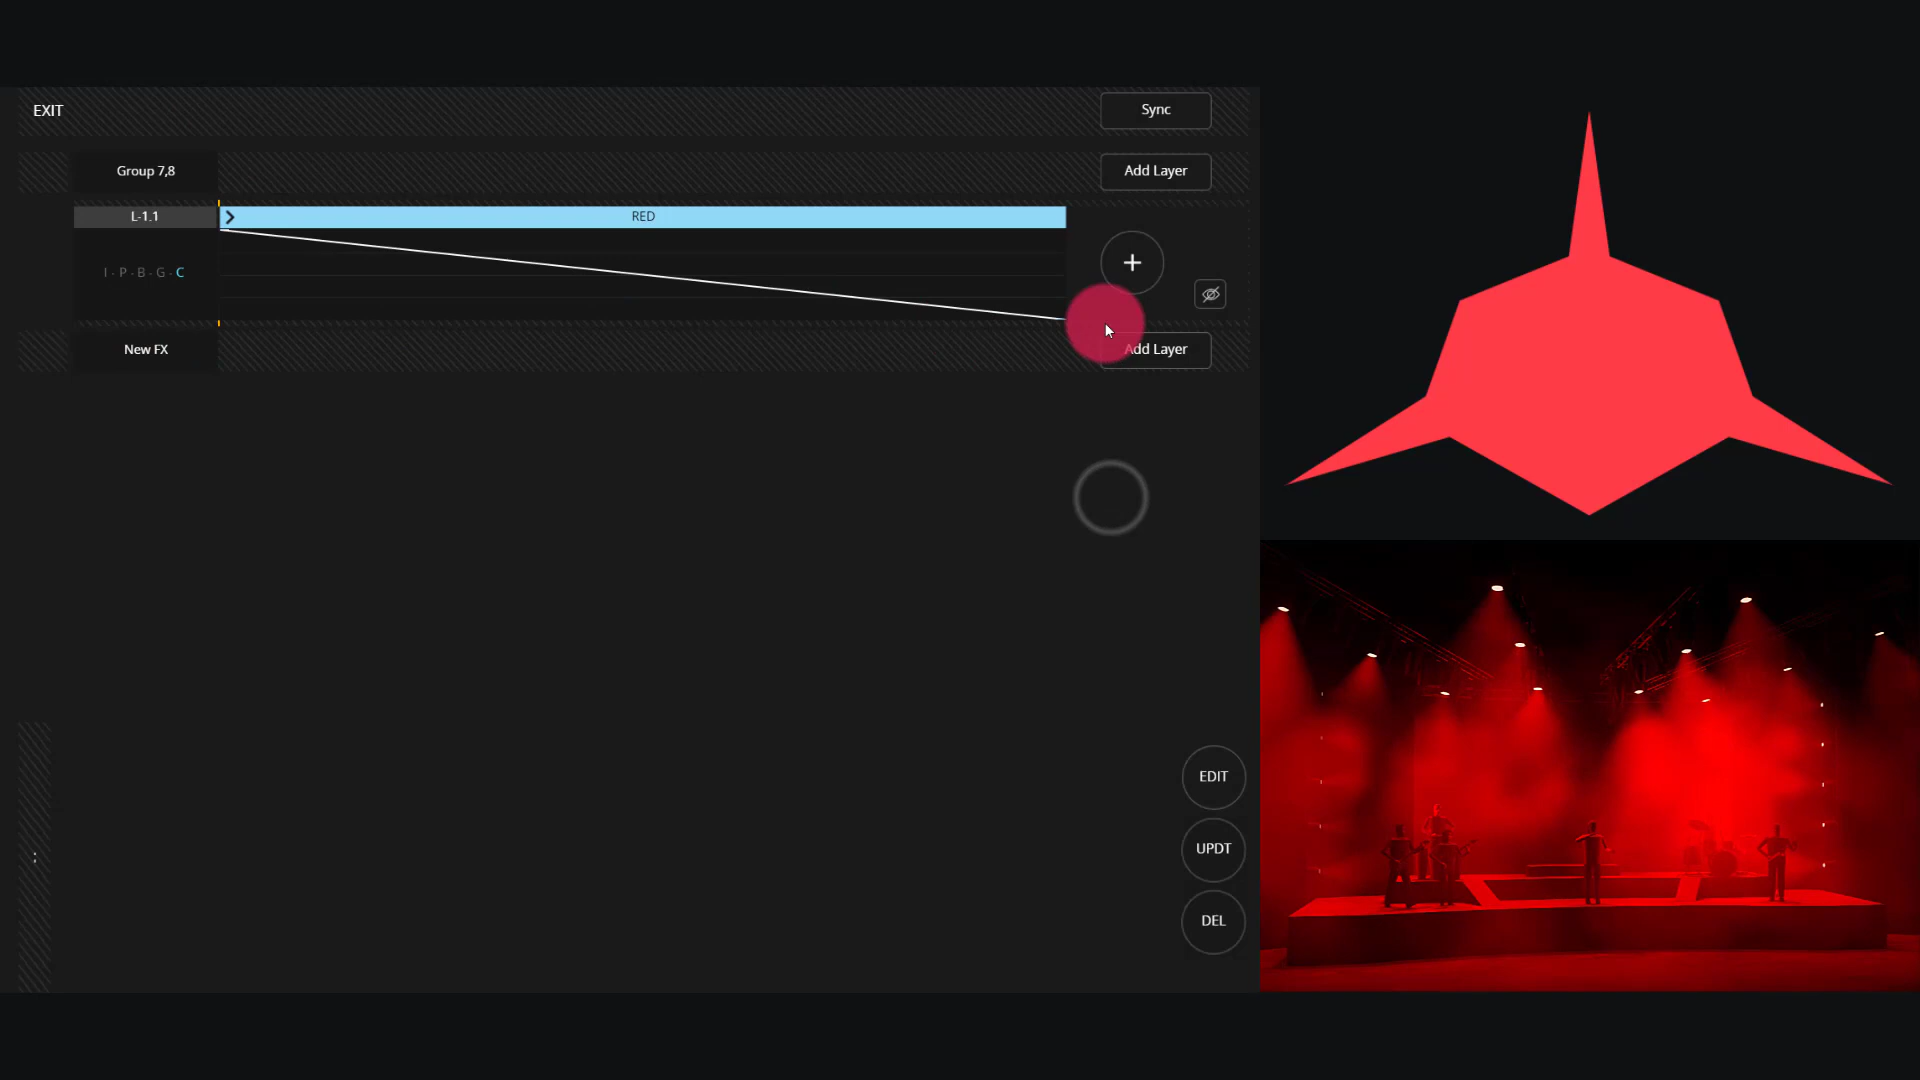 EXIT
Sync
Group 7,8
Add Layer
L-1.1
RED
I · P · B · G · C
New FX
Add Layer
EDIT
UPDT
DEL